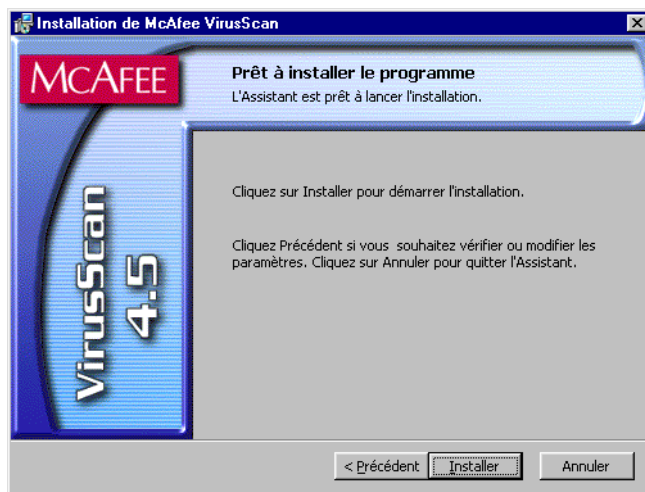 Installation de McAfee VirusScan
McAFEE
Prêt à installer le programme
L'Assistant est prêt à lancer l'installation.
VirusScan
4.5
Cliquez sur Installer pour démarrer l'installation.
Cliquez Précédent si vous souhaitez vérifier ou modifier les
paramètres. Cliquez sur Annuler pour quitter l'Assistant.
< Précédent
Installer
Annuler